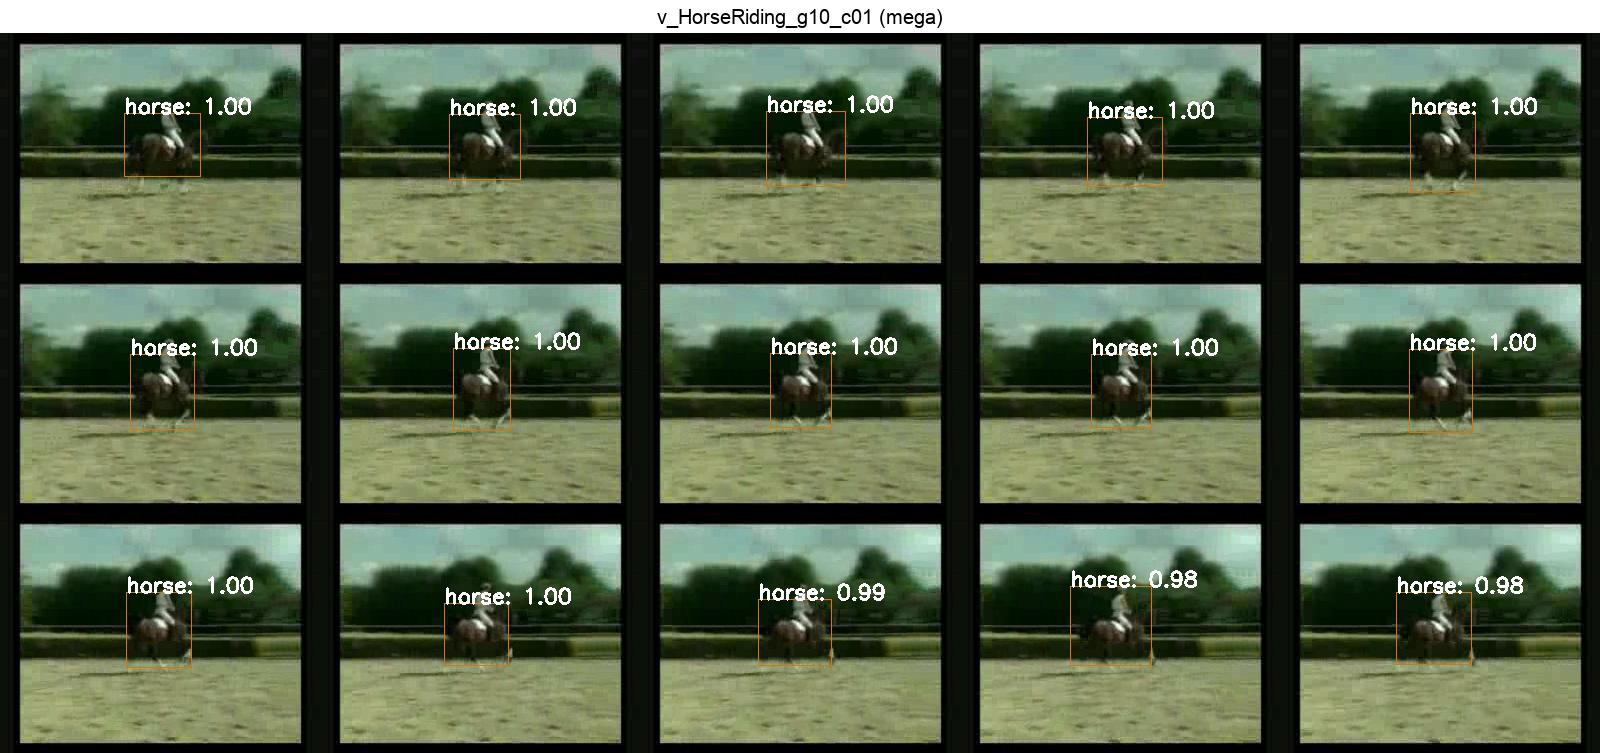 v_HorseRiding_g10_c01 (mega)
horse: 1.00 horse: 1.00 horse: 1.00 horse: 1.00 horse: 1.00
horse: 1.00 horse: 1.00 horse: 1.00 horse: 1.00 horse: 1.00
horse: 1.00 horse: 1.00 horse: 0.99 horse: 0.98 horse: 0.98